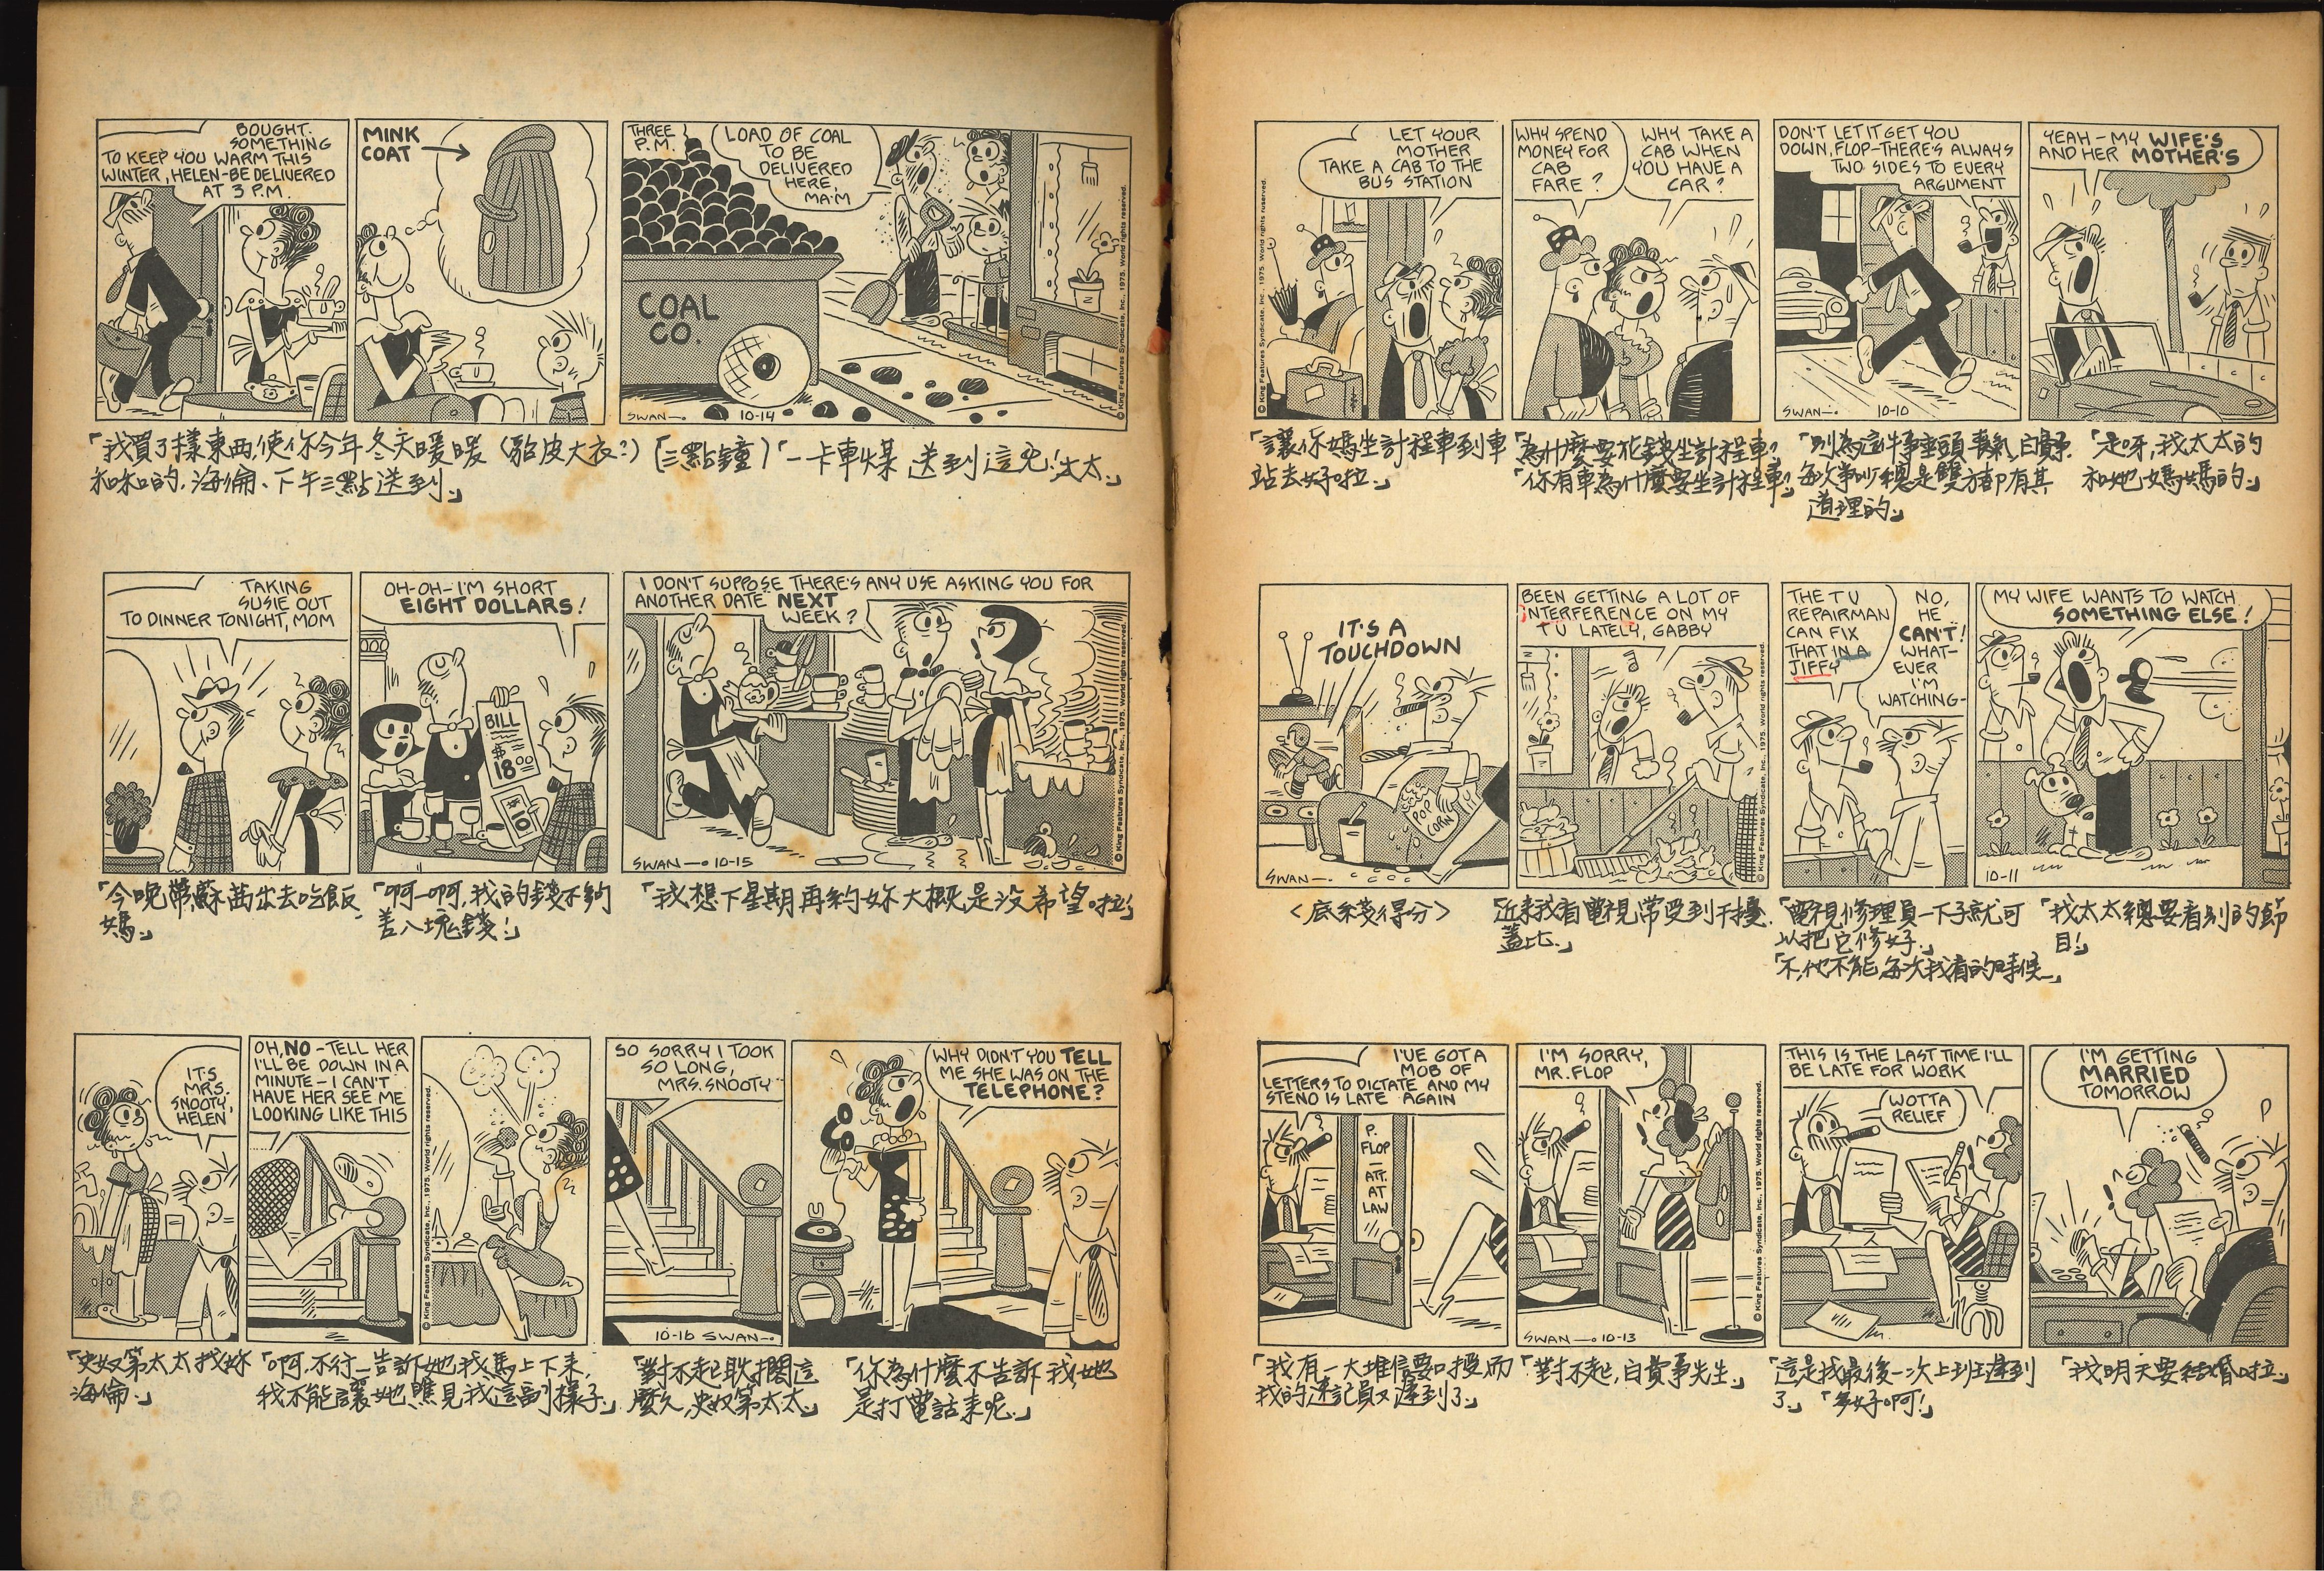 BOUGHT.
SOMETHING
TO KEEP YOU WARM THIS
WINTER, HELEN-BE DELIVERED
AT 3 P.M.
MINK
COAT
THREE
P.M.
LOAD OF COAL
TO BE
DELIVERED
HERE,
MA'M
COAL
CO.
SWAN
10-14
© King Features Syndicate, Inc., 1975. World rights reserved.
「我買了樣東西,使你今年冬天暖暖
和和的,海倫、下午三點送到」
(貂皮大衣?)
(三點鐘)「一卡車煤送到這兒!太太」
TAKING
SUSIE OUT
TO DINNER TONIGHT, MOM
OH-OH-I'M SHORT
EIGHT DOLLARS!
BILL
$
18.00
$10
I DON'T SUPPOSE THERE'S ANY USE ASKING YOU FOR
ANOTHER DATE NEXT
WEEK?
SWAN 10-15
© King Features Syndicate, Inc., 1975. World rights reserved.
「今晚帶蘇茜出去吃飯,
媽」
「啊—啊,我的錢不夠
差八塊錢!」
「我想下星期再約妳大概是没希望啦」
IT'S
MRS.
SNOOTY,
HELEN
OH, NO-TELL HER
I'LL BE DOWN IN A
MINUTE-I CAN'T
HAVE HER SEE ME
LOOKING LIKE THIS
© King Features Syndicate, Inc., 1975. World rights reserved.
SO SORRY I TOOK
SO LONG,
MRS. SNOOTY
10-16 SWAN
WHY DIDN'T YOU TELL
ME SHE WAS ON THE
TELEPHONE?
「史奴第太太找妳
海倫」
「啊,不行—告訴她我馬上下來,
我不能讓她瞧見我這副樣子」
「對不起耽擱這
麼久,史奴第太太」
「你為什麼不告訴我,她
是打電話来呢」
LET YOUR
MOTHER
TAKE A CAB TO THE
BUS STATION
© King Features Syndicate, Inc., 1975. World rights reserved.
WHY SPEND
MONEY FOR
CAB
FARE?
WHY TAKE A
CAB WHEN
YOU HAVE A
CAR?
DON'T LET IT GET YOU
DOWN, FLOP-THERE'S ALWAYS
TWO SIDES TO EVERY
ARGUMENT
SWAN
10-10
YEAH-MY WIFE'S
AND HER MOTHER'S
「讓你媽坐計程車到車
站去好啦」
「為什麼要花錢坐計程車」
「你有車為什麼要坐計程車」
「別為這件事垂頭喪氣,白費事
每次爭吵總是雙方都有其
道理的」
「是呀,我太太的
和她媽媽的」
IT'S A
TOUCHDOWN
POP
CORN
SWAN
BEEN GETTING A LOT OF
INTERFERENCE ON MY
TV LATELY, GABBY
© King Features Syndicate, Inc., 1975. World rights reserved.
THE TV
REPAIRMAN
CAN FIX
THAT IN A
JIFFY
NO,
HE
CAN'T!
WHAT-
EVER
I'M
WATCHING-
MY WIFE WANTS TO WATCH
SOMETHING ELSE!
10-11
<底線得分>
「近来我看電視常受到干擾.
蓋比」
「電視修理員一下子就可
以把它修好」
「不,他不能,每次我看的時候—」
「我太太總要看別的節
目!」
I'VE GOT A
MOB OF
LETTERS TO DICTATE AND MY
STENO IS LATE AGAIN
P.
FLOP
—
ATT.
AT
LAW
I'M SORRY,
MR. FLOP
SWAN 10-13
© King Features Syndicate, Inc., 1975. World rights reserved.
THIS IS THE LAST TIME I'LL
BE LATE FOR WORK
WOTTA
RELIEF
I'M GETTING
MARRIED
TOMORROW
「我有一大堆信要口授,而
我的速記員又遲到了」
「對不起,白費事先生」
「這是我最後一次上班遲到
了」「多好啊!」
「我明天要結婚啦」